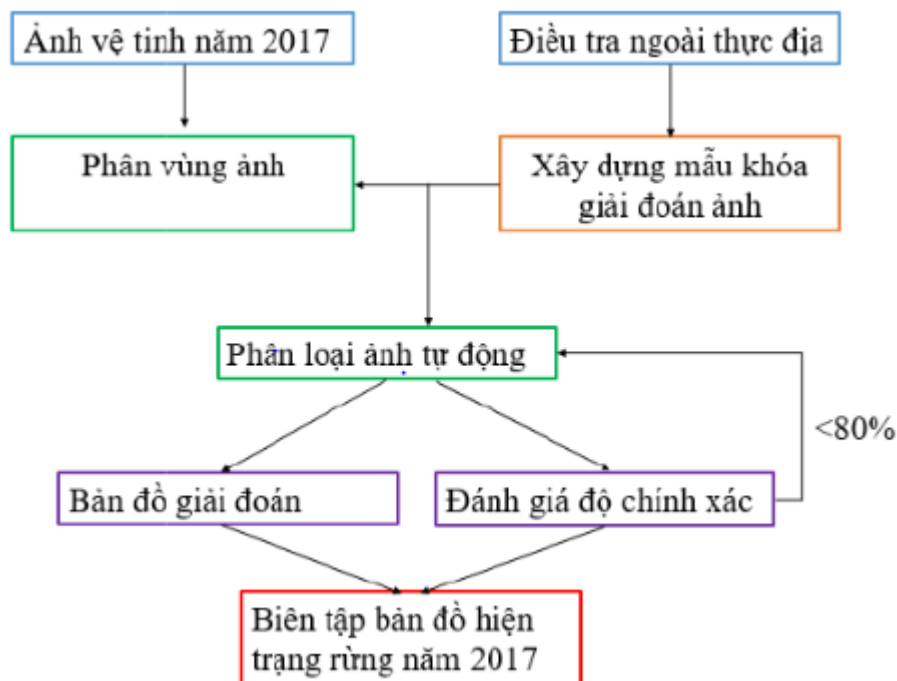 Ảnh vệ tinh năm 2017
Điều tra ngoài thực địa
Phân vùng ảnh
Xây dựng mẫu khóa
giải đoán ảnh
Phân loại ảnh tự động
<80%
Bản đồ giải đoán
Đánh giá độ chính xác
Biên tập bản đồ hiện
trạng rừng năm 2017